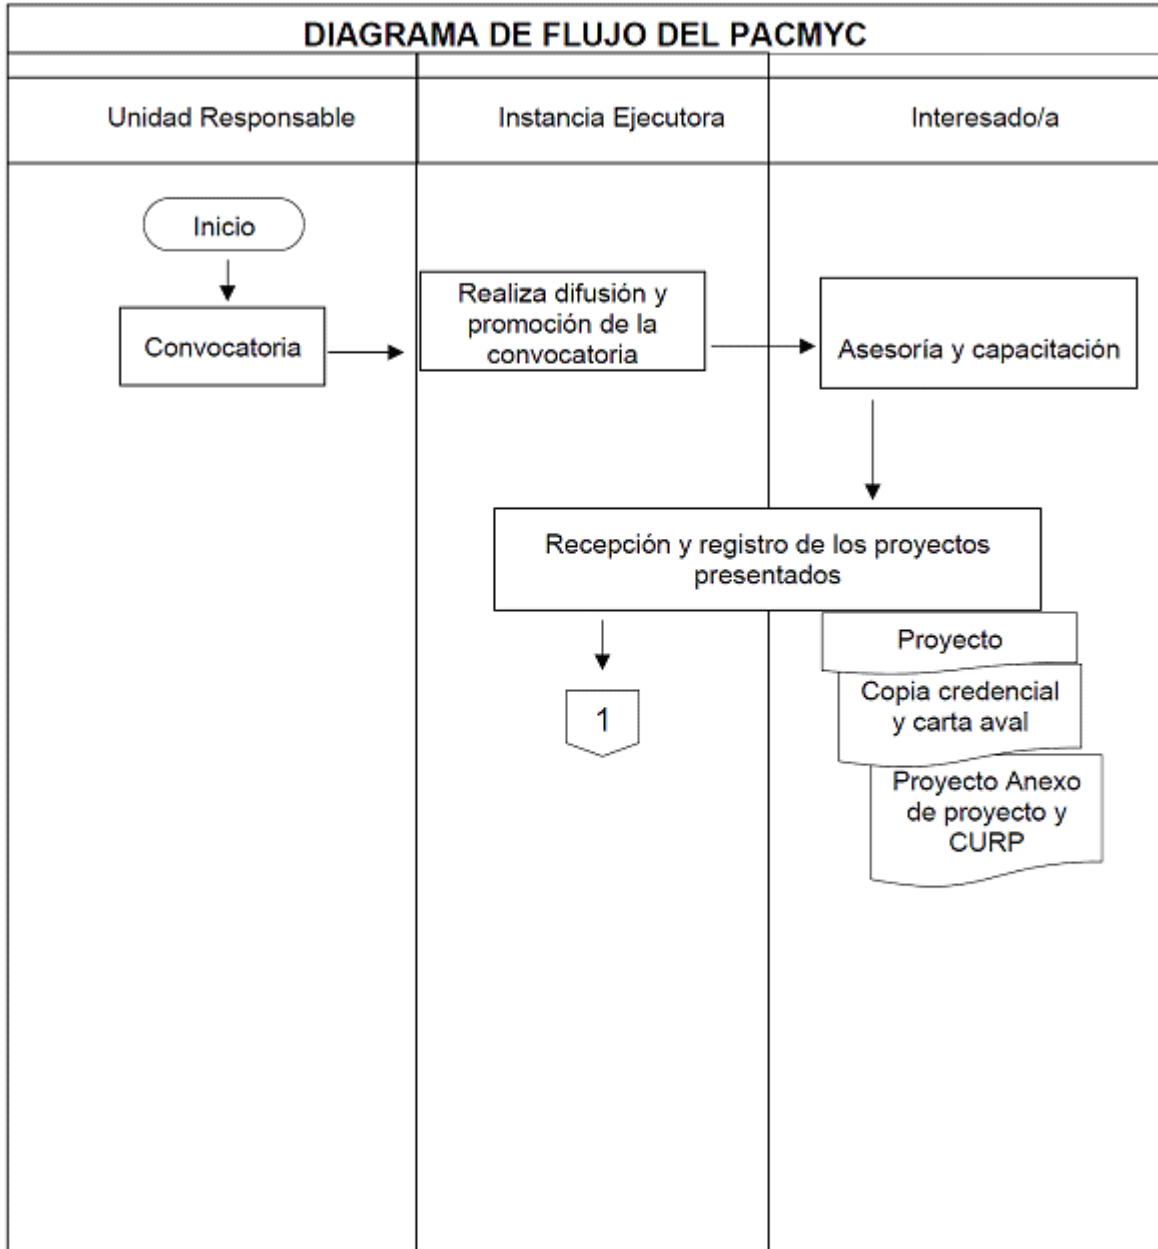 DIAGRAMA DE FLUJO DEL PACMYC
Unidad Responsable
Instancia Ejecutora
Interesado/a
Inicio
Convocatoria
Realiza difusión y
promoción de la
convocatoria
Asesoría y capacitación
Recepción y registro de los proyectos
presentados
1
Proyecto
Copia credencial
y carta aval
Proyecto Anexo
de proyecto y
CURP